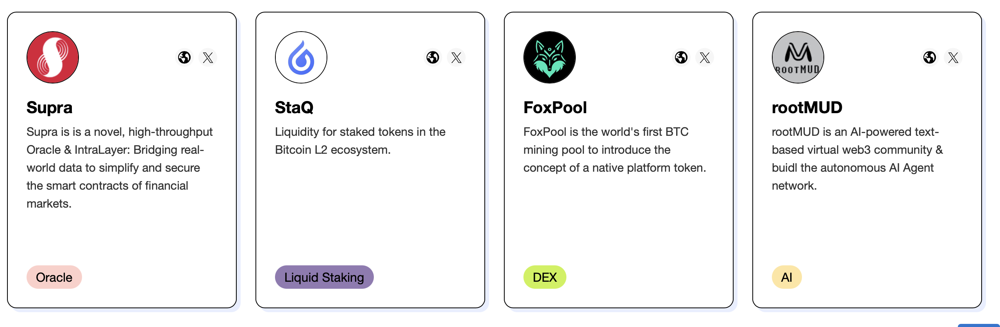 Supra
Supra is is a novel, high-throughput
Oracle & IntraLayer: Bridging real-
world data to simplify and secure
the smart contracts of financial
markets.
Oracle
StaQ
Liquidity for staked tokens in the
Bitcoin L2 ecosystem.
Liquid Staking
FoxPool
FoxPool is the world's first BTC
mining pool to introduce the
concept of a native platform token.
DEX
ROOTMUD
rootMUD
rootMUD is an AI-powered text-
based virtual web3 community &
buidl the autonomous AI Agent
network.
AI